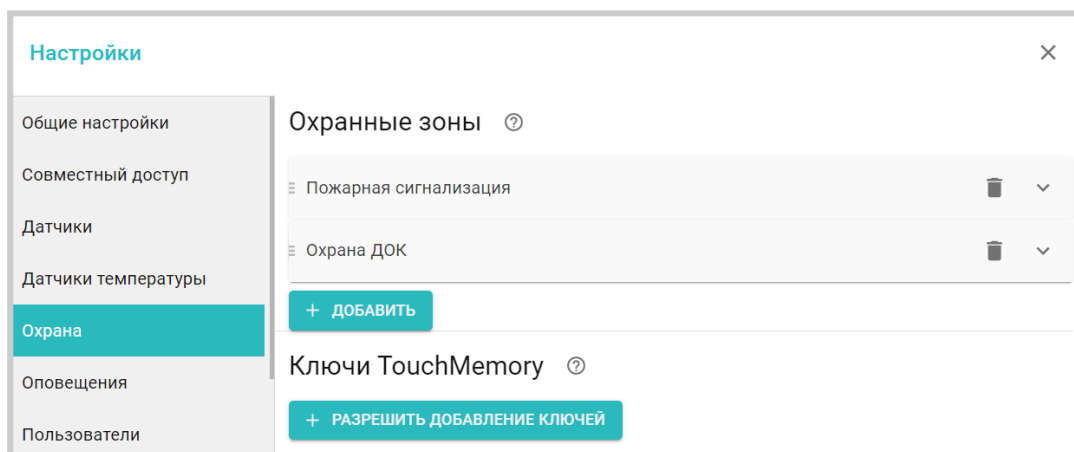 Настройки
Общие настройки
Совместный доступ
Датчики
Датчики температуры
Охрана
Оповещения
Пользователи
Охранные зоны
Пожарная сигнализация
Охрана ДОК
+ ДОБАВИТЬ
Ключи TouchMemory
+ РАЗРЕШИТЬ ДОБАВЛЕНИЕ КЛЮЧЕЙ